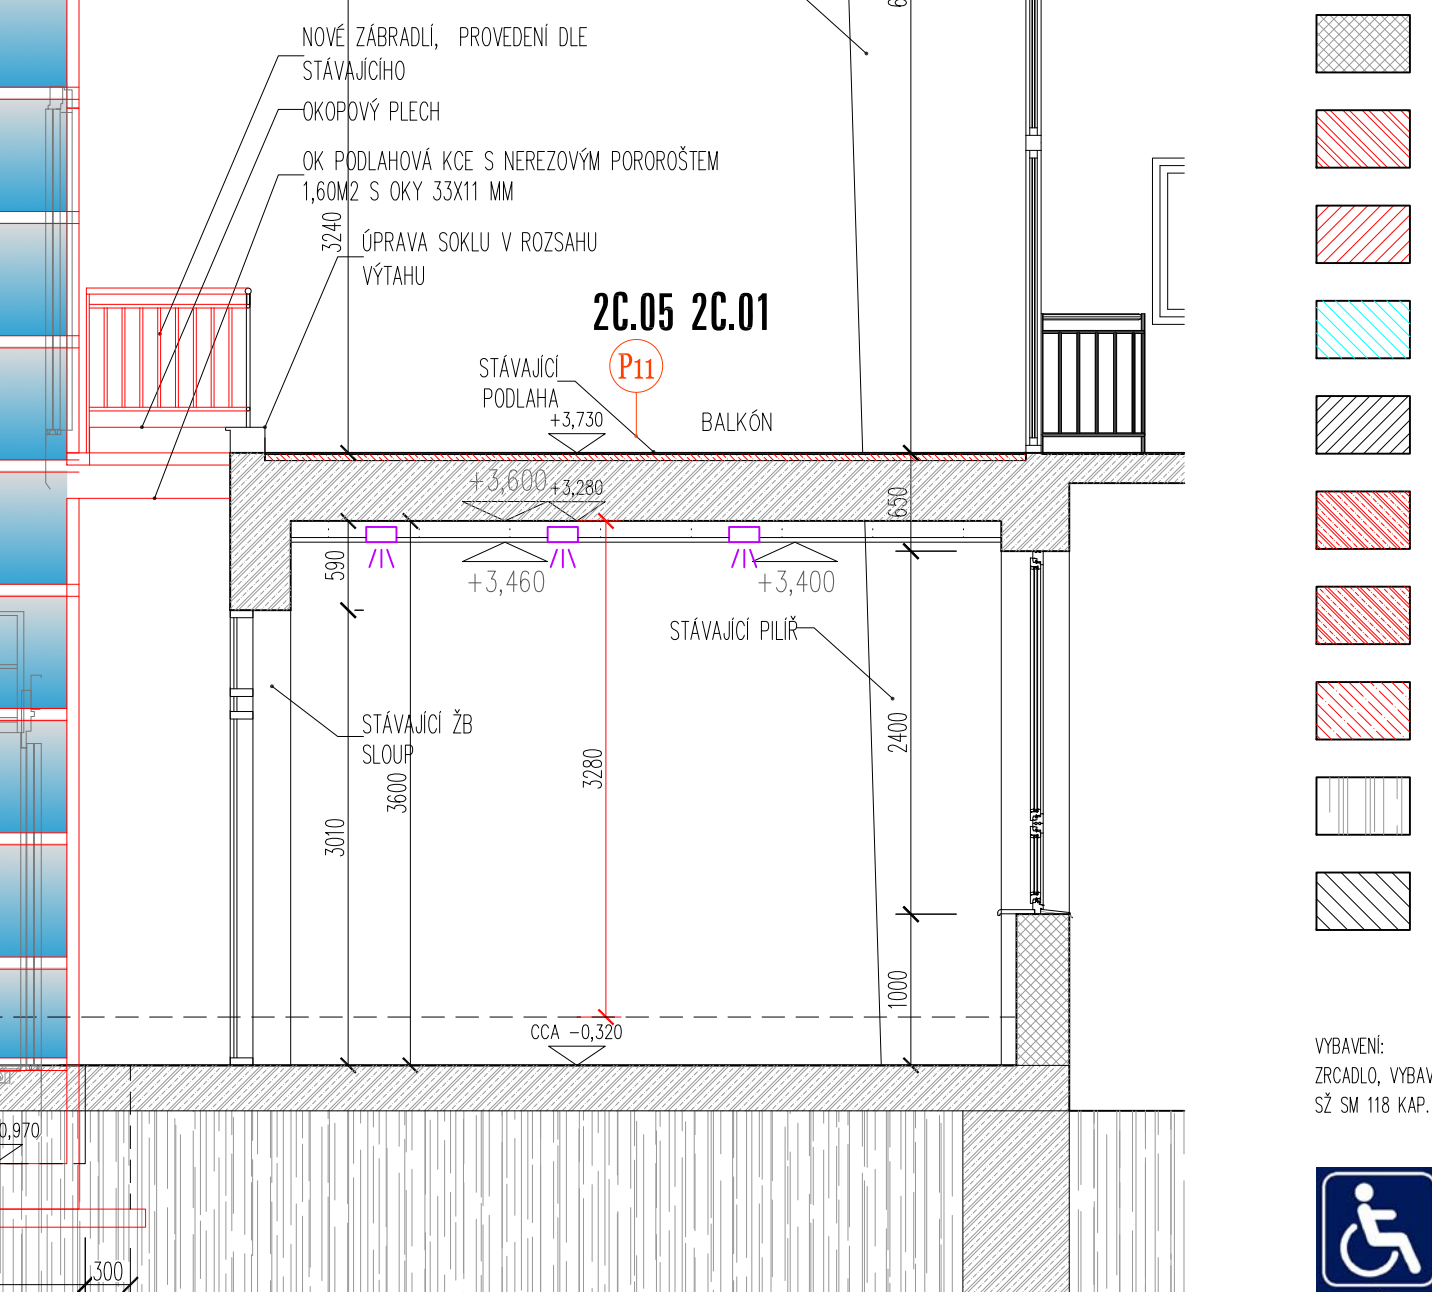 NOVÉ ZÁBRADLÍ, PROVEDENÍ DLE
STÁVAJÍCÍHO
OKOPOVÝ PLECH
OK PODLAHOVÁ KCE S NEREZOVÝM POROROŠTEM
1,60M2 S OKY 33X11 MM
3240
ÚPRAVA SOKLU V ROZSAHU
VÝTAHU
2C.05 2C.01
P11
STÁVAJÍCÍ
PODLAHA
+3,730
BALKÓN
+3,600
+3,280
650
590
+3,460
+3,400
STÁVAJÍCÍ PILÍŘ
STÁVAJÍCÍ ŽB
SLOUP
2400
3280
3600
3010
1000
CCA -0,320
VYBAVENÍ:
ZRCADLO, VYBAV
SŽ SM 118 KAP.
0,970
300